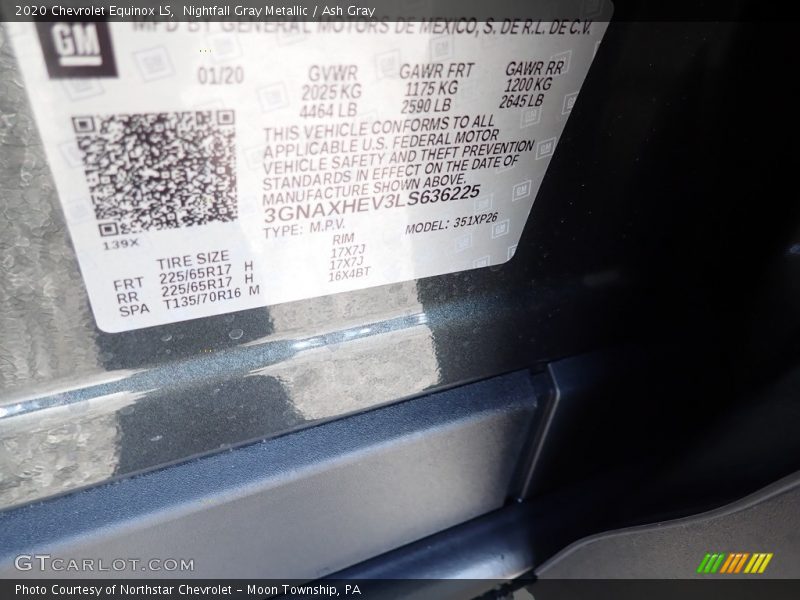 2020 Chevrolet Equinox LS, Nightfall Gray Metallic / Ash Gray
MFD BY GENERAL MOTORS DE MEXICO, S. DE R.L. DE C.V.
GM
01/20
GVWR
2025 KG
4464 LB
GAWR FRT
1175 KG
2590 LB
GAWR RR
1200 KG
2645 LB
THIS VEHICLE CONFORMS TO ALL
APPLICABLE U.S. FEDERAL MOTOR
VEHICLE SAFETY AND THEFT PREVENTION
STANDARDS IN EFFECT ON THE DATE OF
MANUFACTURE SHOWN ABOVE.
3GNAXHEV3LS636225
TYPE: M.P.V. MODEL: 351XP26
139X
TIRE SIZE RIM
FRT 225/65R17 H 17X7J
RR 225/65R17 H 17X7J
SPA T135/70R16 M 16X4BT
GTCARLOT.COM
Photo Courtesy of Northstar Chevrolet - Moon Township, PA